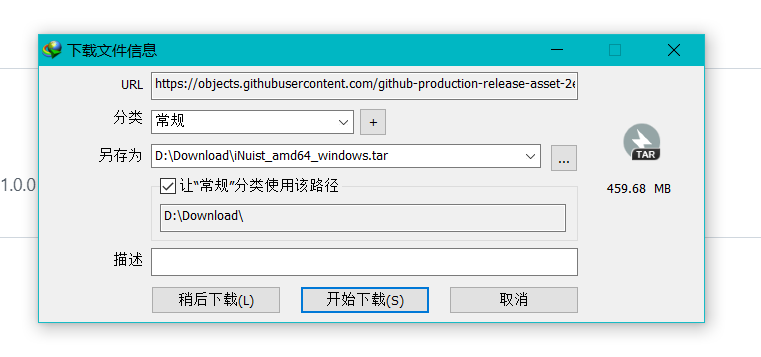 下载文件信息
URL https://objects.githubusercontent.com/github-production-release-asset-2e
分类 常规 +
另存为 D:\Download\iNuist_amd64_windows.tar ...
TAR
1.0.0
让“常规”分类使用该路径
459.68 MB
D:\Download\
描述
稍后下载(L) 开始下载(S) 取消